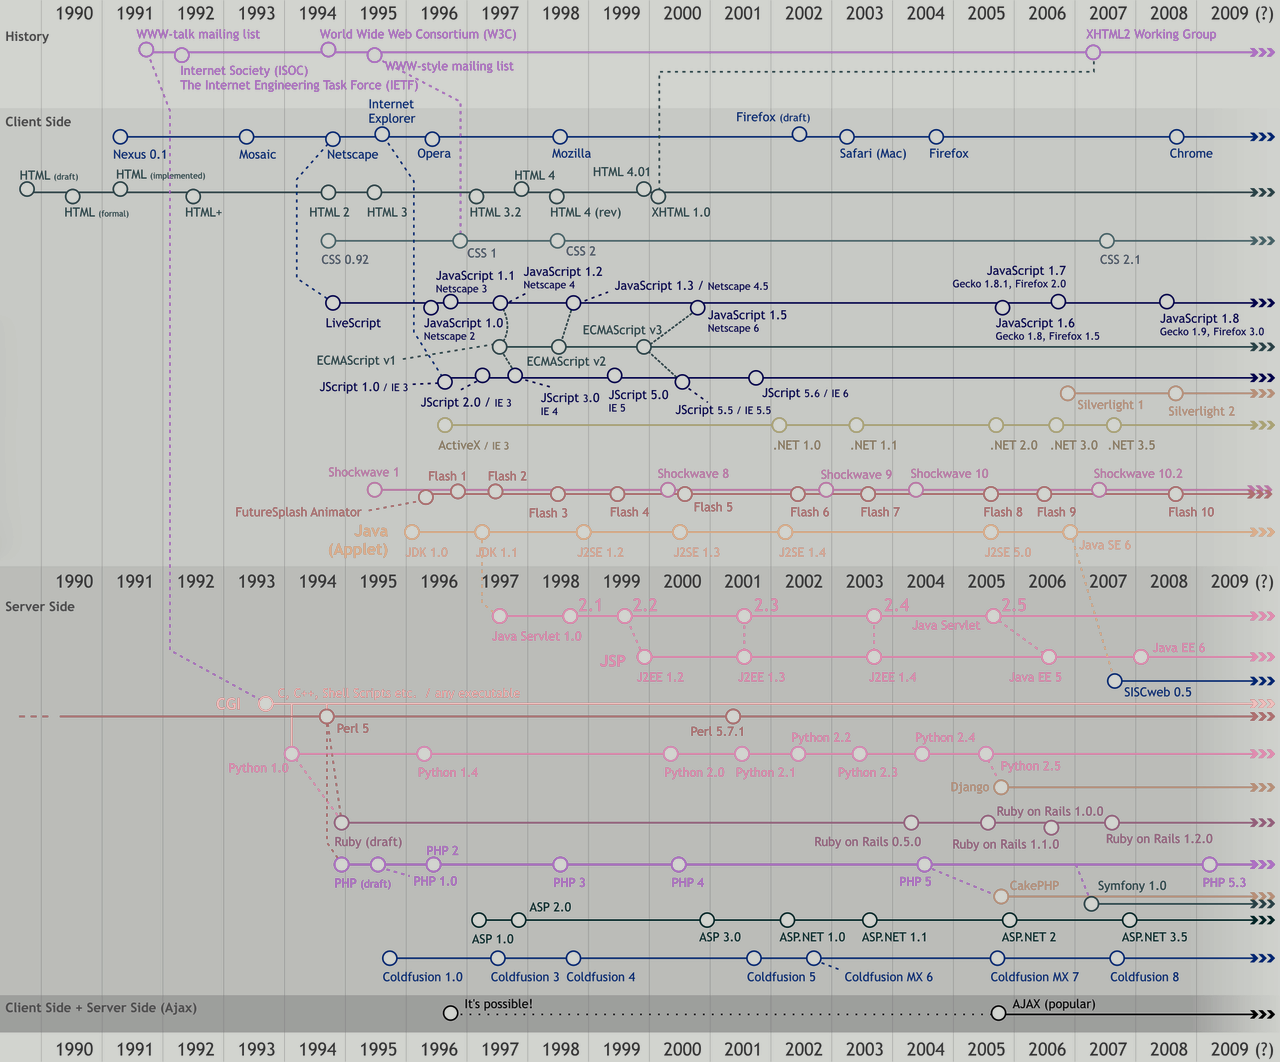 1990 1991 1992 1993 1994 1995 1996 1997 1998 1999 2000 2001 2002 2003 2004 2005 2006 2007 2008 2009 (?)
History
WWW-talk mailing list
World Wide Web Consortium (W3C)
XHTML2 Working Group
Internet Society (ISOC)
WWW-style mailing list
The Internet Engineering Task Force (IETF)
Client Side
Internet
Explorer
Firefox (draft)
Nexus 0.1
Mosaic
Netscape
Opera
Mozilla
Safari (Mac)
Firefox
Chrome
HTML (draft)
HTML (implemented)
HTML 4
HTML 4.01
HTML (formal)
HTML+
HTML 2
HTML 3
HTML 3.2
HTML 4 (rev)
XHTML 1.0
CSS 0.92
CSS 1
CSS 2
CSS 2.1
JavaScript 1.1
Netscape 3
JavaScript 1.2
Netscape 4
JavaScript 1.3 / Netscape 4.5
JavaScript 1.7
Gecko 1.8.1, Firefox 2.0
LiveScript
JavaScript 1.0
Netscape 2
JavaScript 1.5
Netscape 6
JavaScript 1.6
Gecko 1.8, Firefox 1.5
JavaScript 1.8
Gecko 1.9, Firefox 3.0
ECMAScript v3
ECMAScript v1
ECMAScript v2
JScript 1.0 / IE 3
JScript 2.0 / IE 3
JScript 3.0
IE 4
JScript 5.0
IE 5
JScript 5.5 / IE 5.5
JScript 5.6 / IE 6
Silverlight 1
Silverlight 2
ActiveX / IE 3
.NET 1.0
.NET 1.1
.NET 2.0
.NET 3.0
.NET 3.5
Shockwave 1
Shockwave 8
Shockwave 9
Shockwave 10
Shockwave 10.2
Flash 1
Flash 2
FutureSplash Animator
Flash 3
Flash 4
Flash 5
Flash 6
Flash 7
Flash 8
Flash 9
Flash 10
Java
(Applet)
JDK 1.0
JDK 1.1
J2SE 1.2
J2SE 1.3
J2SE 1.4
J2SE 5.0
Java SE 6
1990 1991 1992 1993 1994 1995 1996 1997 1998 1999 2000 2001 2002 2003 2004 2005 2006 2007 2008 2009 (?)
Server Side
2.1
2.2
2.3
2.4
2.5
Java Servlet 1.0
Java Servlet
JSP
J2EE 1.2
J2EE 1.3
J2EE 1.4
Java EE 5
Java EE 6
SISCweb 0.5
CGI
C, C++, Shell Scripts etc. / any executable
Perl 5
Perl 5.7.1
Python 1.0
Python 1.4
Python 2.0
Python 2.1
Python 2.2
Python 2.3
Python 2.4
Python 2.5
Django
Ruby (draft)
Ruby on Rails 0.5.0
Ruby on Rails 1.0.0
Ruby on Rails 1.1.0
Ruby on Rails 1.2.0
PHP (draft)
PHP 1.0
PHP 2
PHP 3
PHP 4
PHP 5
PHP 5.3
CakePHP
Symfony 1.0
ASP 1.0
ASP 2.0
ASP 3.0
ASP.NET 1.0
ASP.NET 1.1
ASP.NET 2
ASP.NET 3.5
Coldfusion 1.0
Coldfusion 3
Coldfusion 4
Coldfusion 5
Coldfusion MX 6
Coldfusion MX 7
Coldfusion 8
Client Side + Server Side (Ajax)
It's possible!
AJAX (popular)
1990 1991 1992 1993 1994 1995 1996 1997 1998 1999 2000 2001 2002 2003 2004 2005 2006 2007 2008 2009 (?)